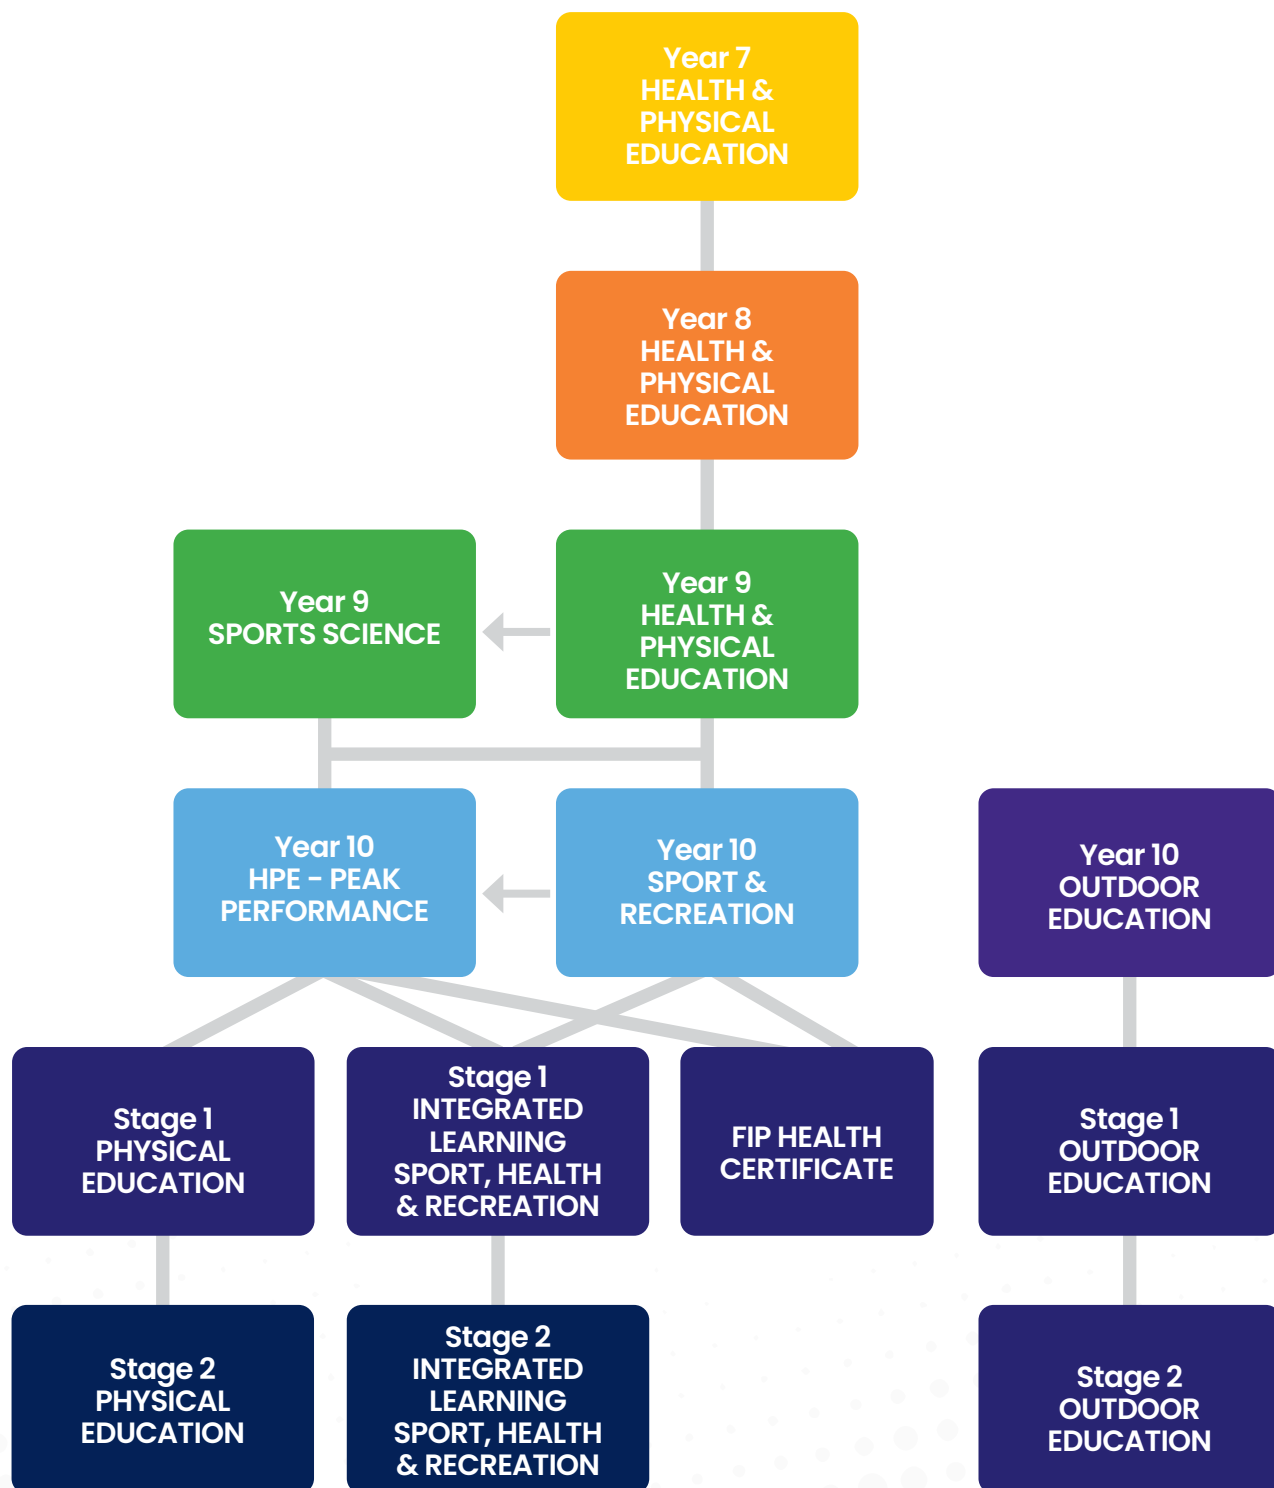 Year 7
HEALTH &
PHYSICAL
EDUCATION
Year 8
HEALTH &
PHYSICAL
EDUCATION
Year 9
SPORTS SCIENCE
Year 9
HEALTH &
PHYSICAL
EDUCATION
Year 10
HPE - PEAK
PERFORMANCE
Year 10
SPORT &
RECREATION
Year 10
OUTDOOR
EDUCATION
Stage 1
PHYSICAL
EDUCATION
Stage 1
INTEGRATED
LEARNING
SPORT, HEALTH
& RECREATION
FIP HEALTH
CERTIFICATE
Stage 1
OUTDOOR
EDUCATION
Stage 2
PHYSICAL
EDUCATION
Stage 2
INTEGRATED
LEARNING
SPORT, HEALTH
& RECREATION
Stage 2
OUTDOOR
EDUCATION